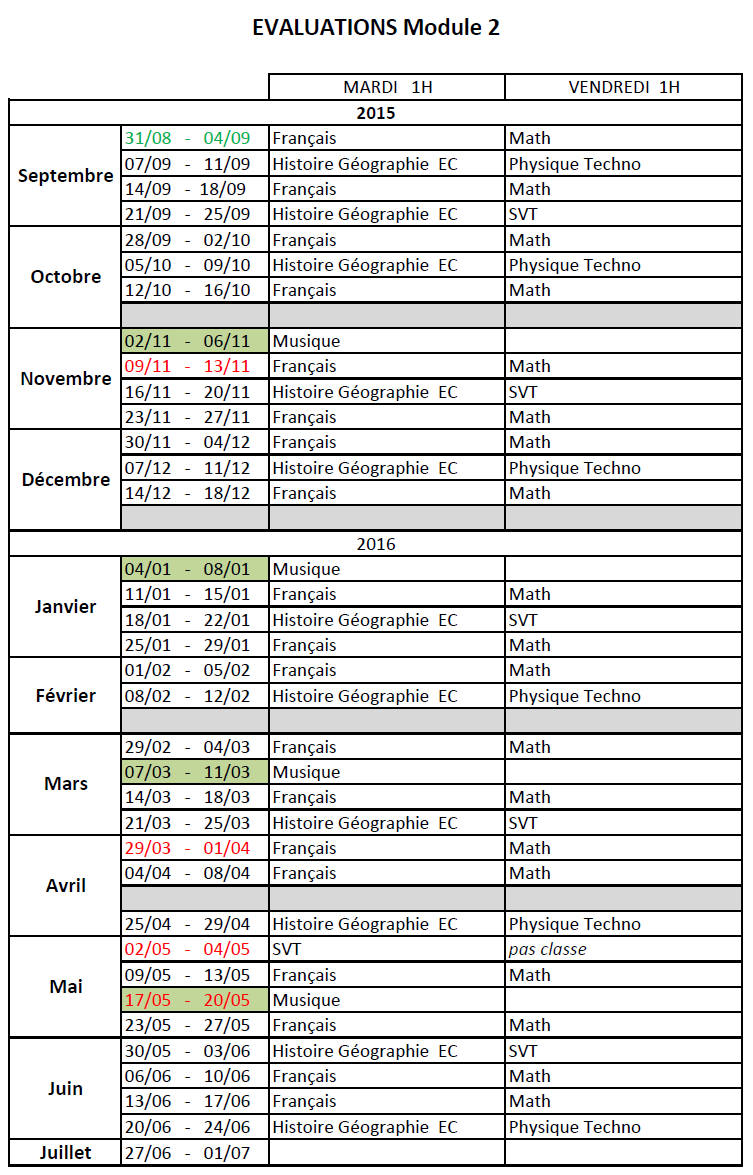 EVALUATIONS Module 2
MARDI 1H VENDREDI 1H
2015
Septembre
31/08 - 04/09 Français Math
07/09 - 11/09 Histoire Géographie EC Physique Techno
14/09 - 18/09 Français Math
21/09 - 25/09 Histoire Géographie EC SVT
Octobre
28/09 - 02/10 Français Math
05/10 - 09/10 Histoire Géographie EC Physique Techno
12/10 - 16/10 Français Math
Novembre
02/11 - 06/11 Musique
09/11 - 13/11 Français Math
16/11 - 20/11 Histoire Géographie EC SVT
23/11 - 27/11 Français Math
Décembre
30/11 - 04/12 Français Math
07/12 - 11/12 Histoire Géographie EC Physique Techno
14/12 - 18/12 Français Math
2016
Janvier
04/01 - 08/01 Musique
11/01 - 15/01 Français Math
18/01 - 22/01 Histoire Géographie EC SVT
25/01 - 29/01 Français Math
Février
01/02 - 05/02 Français Math
08/02 - 12/02 Histoire Géographie EC Physique Techno
Mars
29/02 - 04/03 Français Math
07/03 - 11/03 Musique
14/03 - 18/03 Français Math
21/03 - 25/03 Histoire Géographie EC SVT
Avril
29/03 - 01/04 Français Math
04/04 - 08/04 Français Math
25/04 - 29/04 Histoire Géographie EC Physique Techno
Mai
02/05 - 04/05 SVT pas classe
09/05 - 13/05 Français Math
17/05 - 20/05 Musique
23/05 - 27/05 Français Math
Juin
30/05 - 03/06 Histoire Géographie EC SVT
06/06 - 10/06 Français Math
13/06 - 17/06 Français Math
20/06 - 24/06 Histoire Géographie EC Physique Techno
Juillet 27/06 - 01/07